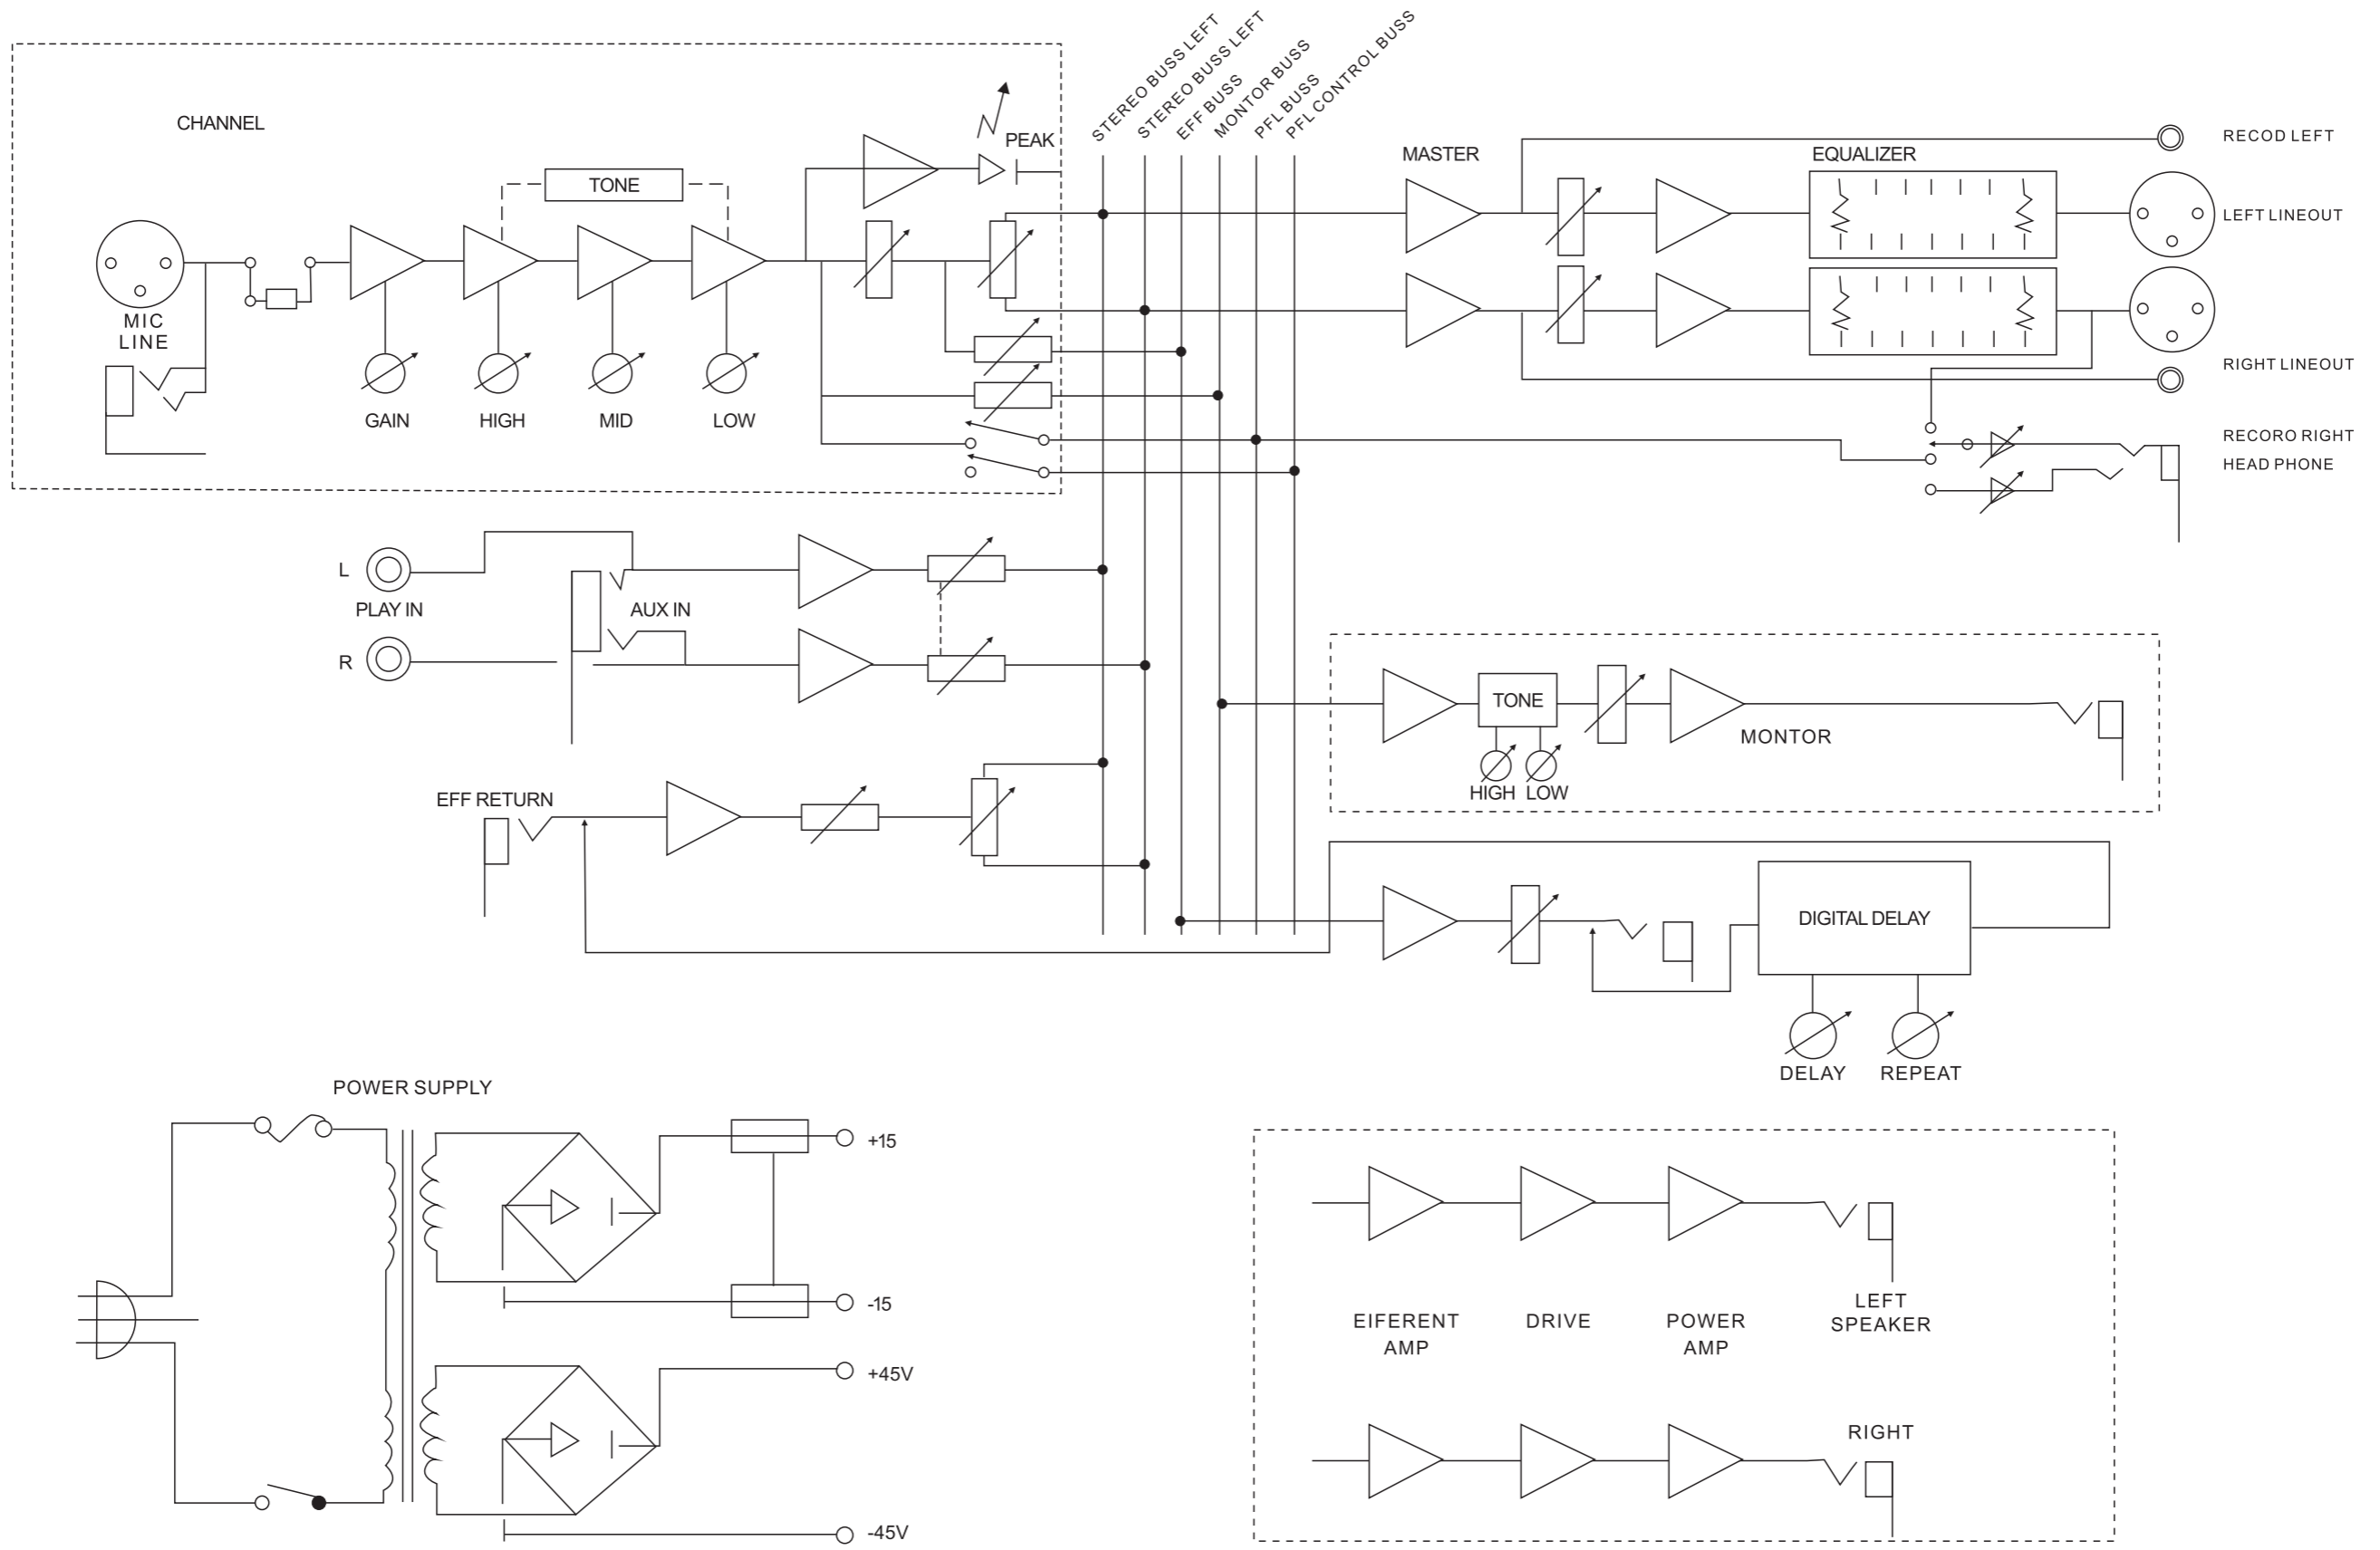 CHANNEL
TONE
PEAK
MIC
LINE
GAIN
HIGH
MID
LOW
STEREO BUSS LEFT
STEREO BUSS LEFT
EFF BUSS
MONTOR BUSS
PFL BUSS
PFL CONTROL BUSS
MASTER
EQUALIZER
RECOD LEFT
LEFT LINEOUT
RIGHT LINEOUT
RECORO RIGHT
HEAD PHONE
L
PLAY IN
AUX IN
R
TONE
MONTOR
HIGH
LOW
EFF RETURN
DIGITAL DELAY
DELAY
REPEAT
POWER SUPPLY
+15
-15
+45V
-45V
EIFERENT
AMP
DRIVE
POWER
AMP
LEFT
SPEAKER
RIGHT